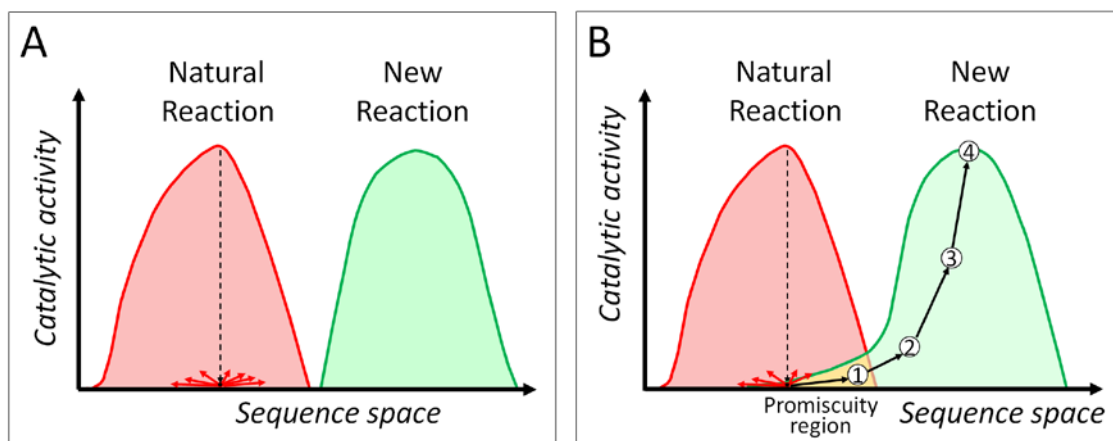 A
Natural
Reaction
New
Reaction
Catalytic activity
Sequence space
B
Natural
Reaction
New
Reaction
Catalytic activity
4
3
2
1
Promiscuity
region
Sequence space